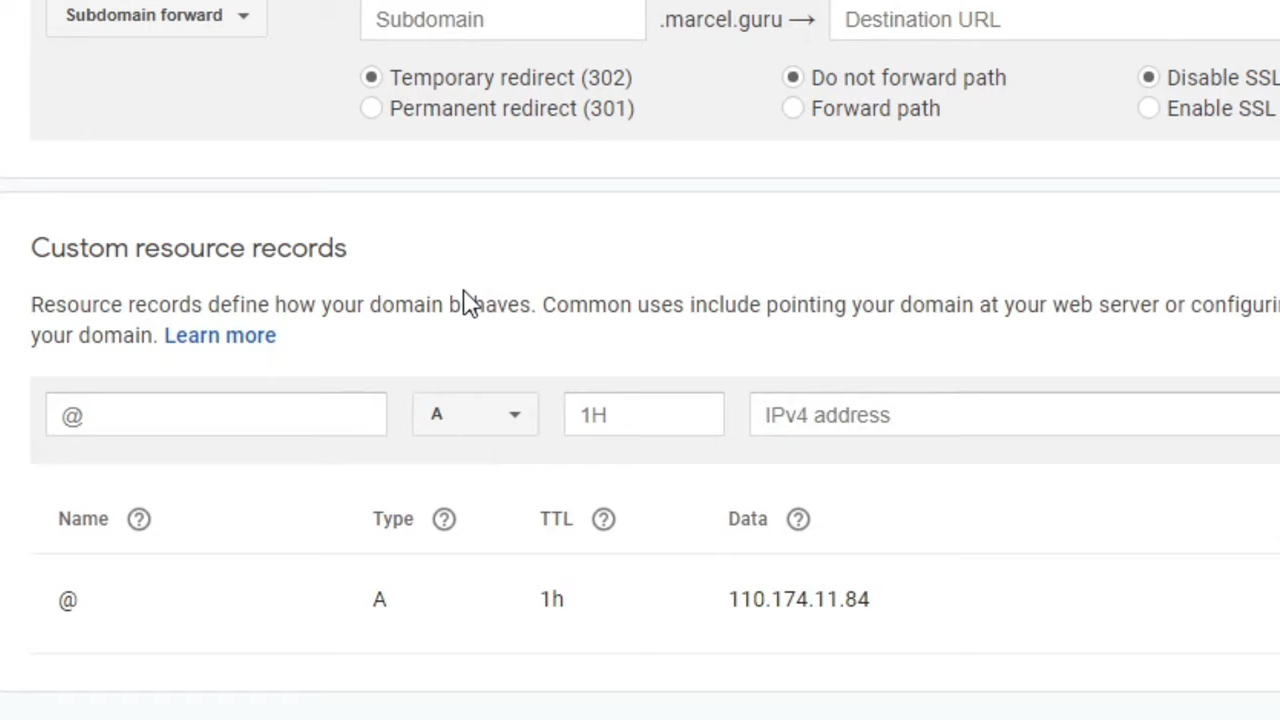 Subdomain forward
Subdomain
.marcel.guru →
Destination URL
Temporary redirect (302)
Do not forward path
Disable SSL
Permanent redirect (301)
Forward path
Enable SSL
Custom resource records
Resource records define how your domain behaves. Common uses include pointing your domain at your web server or
your domain. Learn more
@
A
1H
IPv4 address
Name ?
Type ?
TTL ?
Data ?
@
A
1h
110.174.11.84